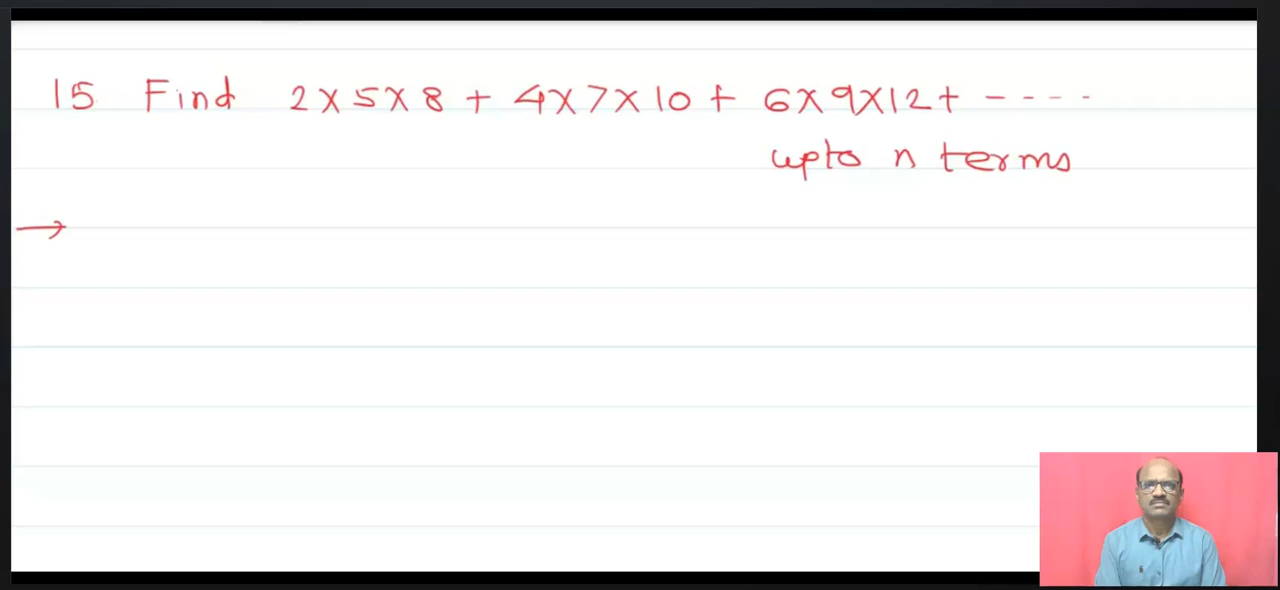 15 Find 2 x 5 x 8 + 4 x 7 x 10 + 6 x 9 x 12 + - - - -
upto n terms
→